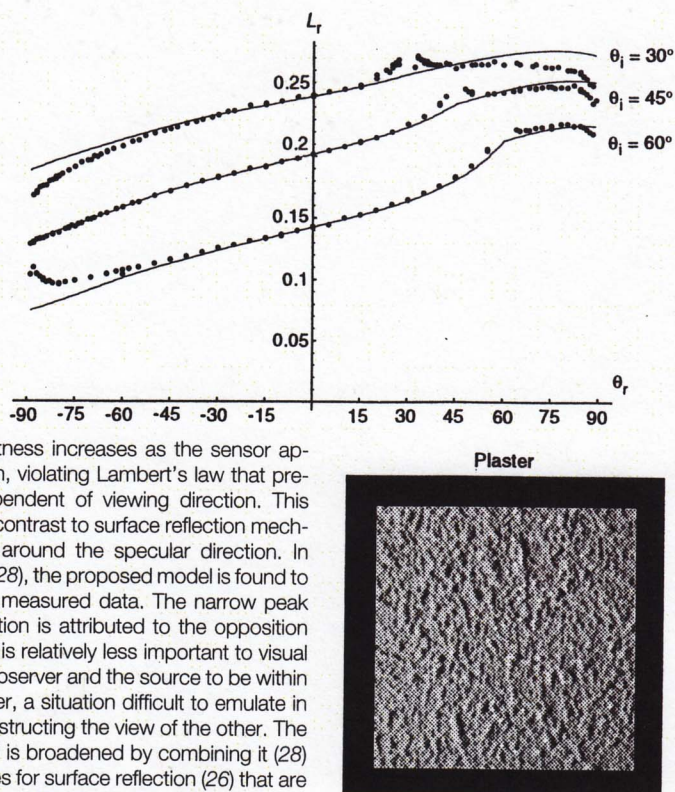 Lr
0.25
0.2
0.15
0.1
0.05
θi = 30°
θi = 45°
θi = 60°
θr
-90 -75 -60 -45 -30 -15 15 30 45 60 75 90
tness increases as the sensor ap-
n, violating Lambert's law that pre-
pendent of viewing direction. This
contrast to surface reflection mech-
around the specular direction. In
28), the proposed model is found to
measured data. The narrow peak
tion is attributed to the opposition
is relatively less important to visual
bserver and the source to be within
er, a situation difficult to emulate in
structing the view of the other. The
is broadened by combining it (28)
es for surface reflection (26) that are
Plaster